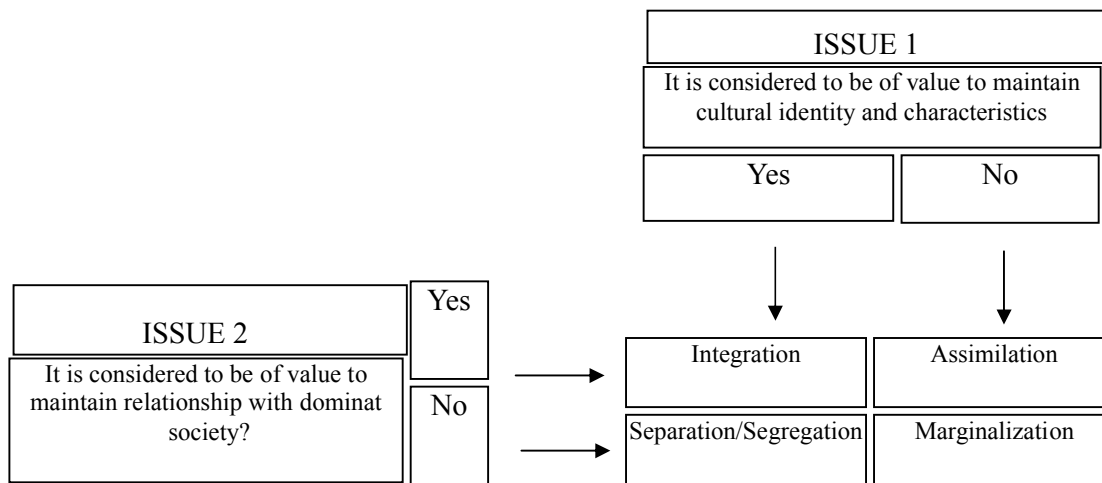 ISSUE 1
It is considered to be of value to maintain
cultural identity and characteristics
Yes
No
ISSUE 2
It is considered to be of value to
maintain relationship with dominat
society?
Yes
No
Integration
Assimilation
Separation/Segregation
Marginalization